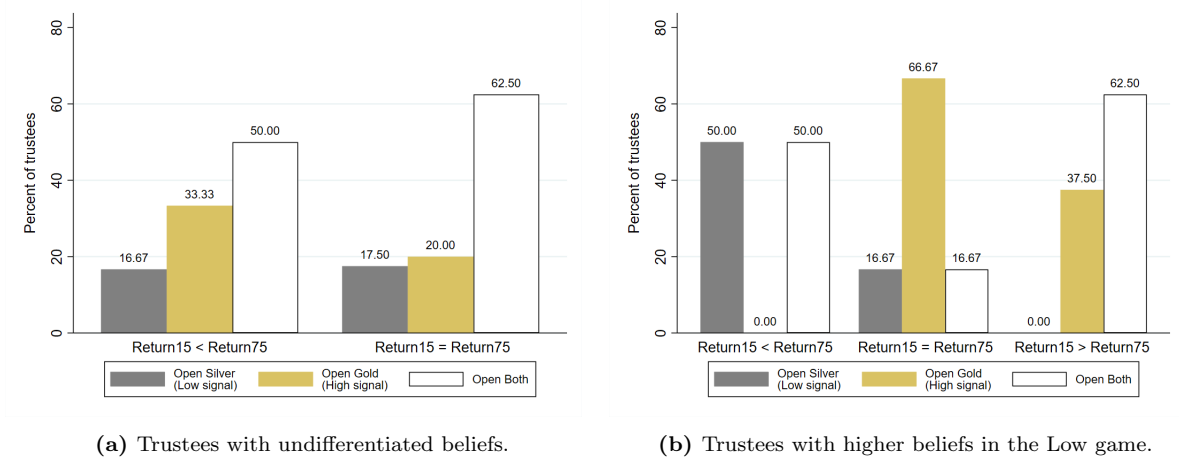 Percent of trustees
80
60
40
20
0
16.67
33.33
50.00
17.50
20.00
62.50
Return15 < Return75
Return15 = Return75
Open Silver
(Low signal)
Open Gold
(High signal)
Open Both
(a) Trustees with undifferentiated beliefs.
Percent of trustees
80
60
40
20
0
50.00
0.00
50.00
16.67
66.67
16.67
0.00
37.50
62.50
Return15 < Return75
Return15 = Return75
Return15 > Return75
Open Silver
(Low signal)
Open Gold
(High signal)
Open Both
(b) Trustees with higher beliefs in the Low game.